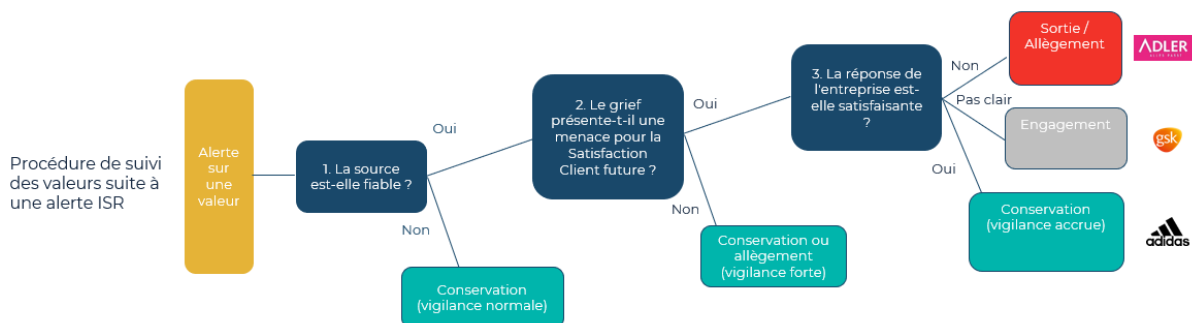 Procédure de suivi
des valeurs suite à
une alerte ISR
Alerte
sur
une
valeur
1. La source
est-elle fiable ?
Oui
Non
Conservation
(vigilance normale)
2. Le grief
présente-t-il une
menace pour la
Satisfaction
Client future ?
Oui
Non
Conservation ou
allègement
(vigilance forte)
3. La réponse de
l'entreprise est-
elle satisfaisante
?
Non
Pas clair
Oui
Sortie /
Allègement
ADLER
Engagement
gsk
Conservation
(vigilance accrue)
adidas